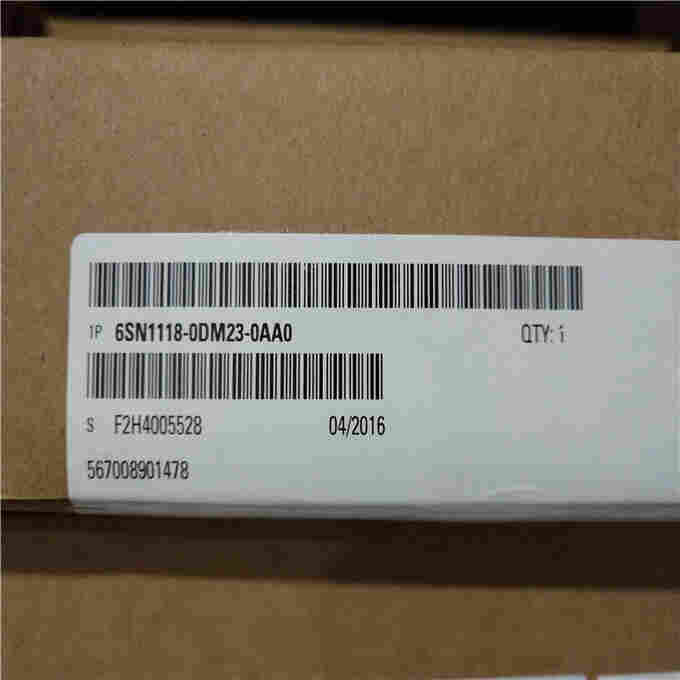 1P 6SN1118-0DM23-0AA0 QTY: 1
S F2H4005528 04/2016
567008901478